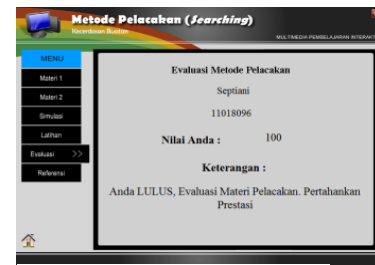 Metode Pelacakan (Searching)
Kecerdasan Buatan
MULTIMEDIA PEMBELAJARAN INTERAKT
MENU
Materi 1
Materi 2
Simulasi
Latihan
Evaluasi >>
Referensi
Evaluasi Metode Pelacakan
Septiani
11018096
Nilai Anda : 100
Keterangan :
Anda LULUS, Evaluasi Materi Pelacakan. Pertahankan
Prestasi